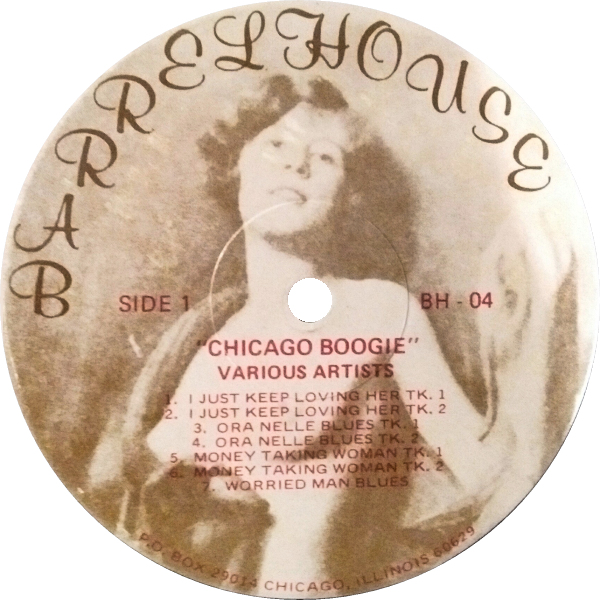 BARRELHOUSE
SIDE 1
BH - 04
"CHICAGO BOOGIE"
VARIOUS ARTISTS
1. I JUST KEEP LOVING HER TK. 1
2. I JUST KEEP LOVING HER TK. 2
3. ORA NELLE BLUES TK. 1
4. ORA NELLE BLUES TK. 2
5. MONEY TAKING WOMAN TK. 1
6. MONEY TAKING WOMAN TK. 2
7. WORRIED MAN BLUES
P.O. BOX 29014 CHICAGO, ILLINOIS 60629